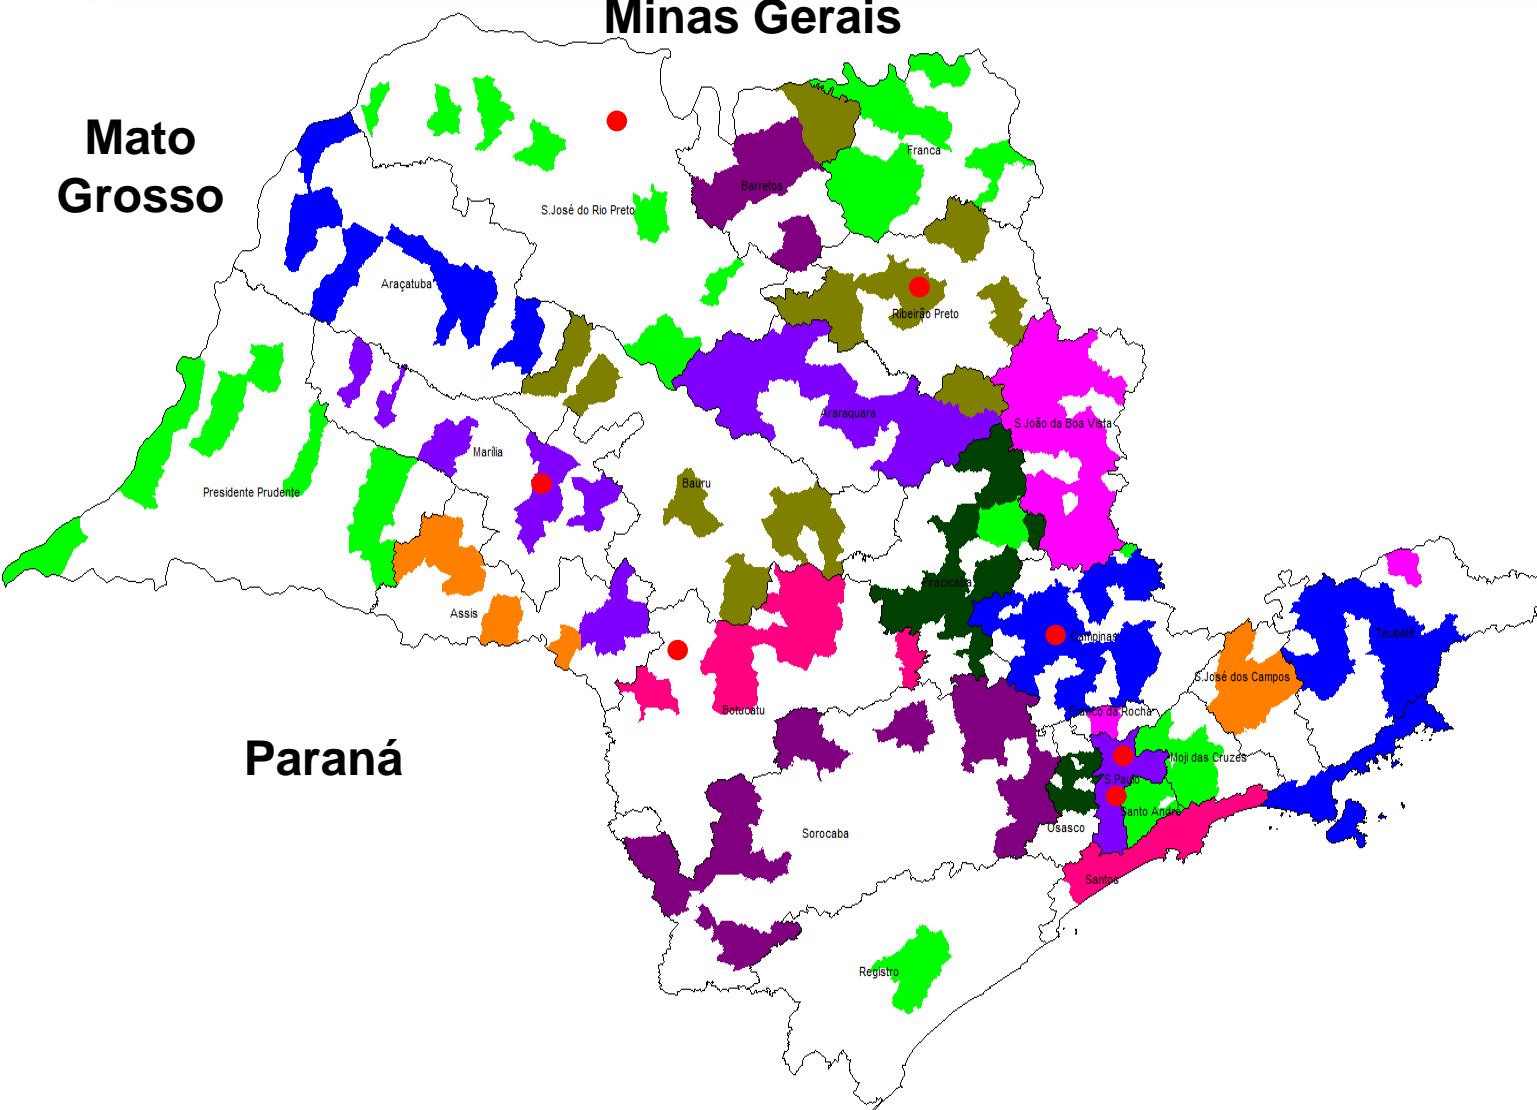 Minas Gerais
Mato
Grosso
Franca
Barretos
S.José do Rio Preto
Araçatuba
Ribeirão Preto
Araraquara
S.João da Boa Vista
Marília
Presidente Prudente
Bauru
Piracicaba
Assis
Campinas
Taubate
S.José dos Campos
Botucatu
Franco da Rocha
Paraná
Moji das Cruzes
S.Paulo
Santo André
Osasco
Sorocaba
Santos
Registro